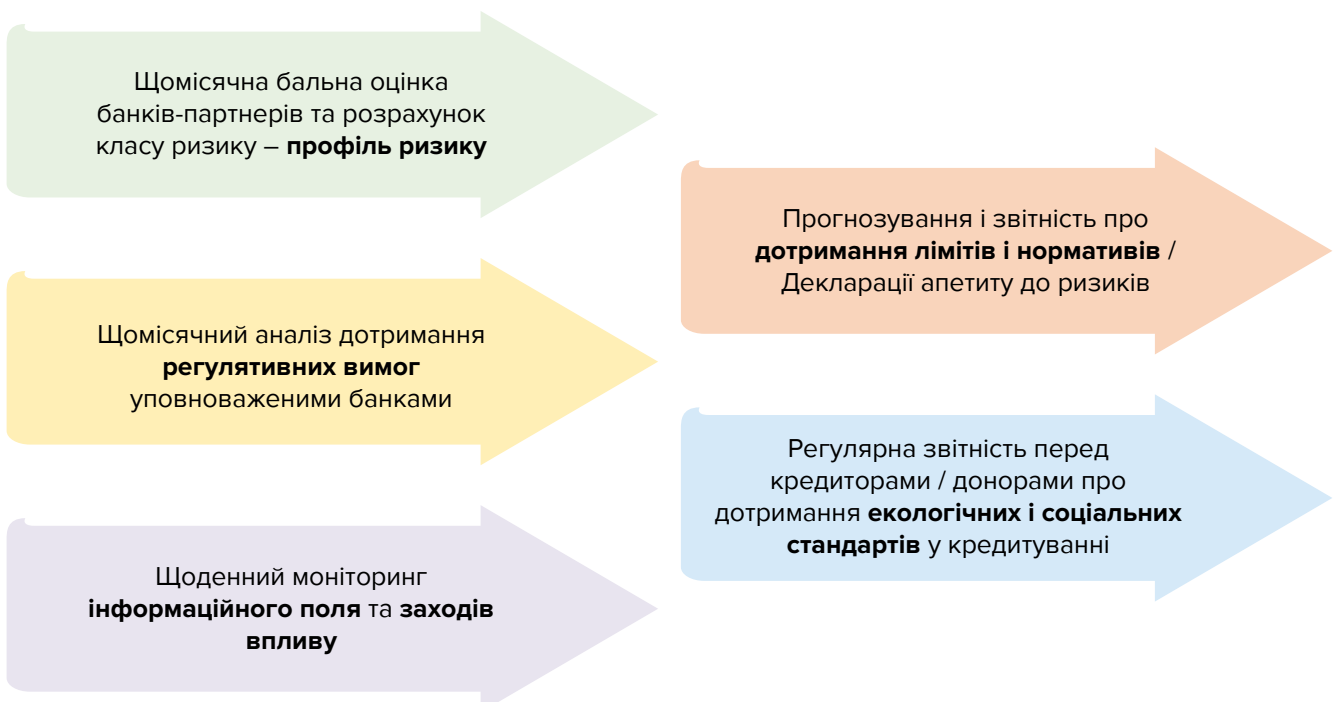 Щомісячна бальна оцінка
банків-партнерів та розрахунок
класу ризику – профіль ризику
Щомісячний аналіз дотримання
регулятивних вимог
уповноваженими банками
Щоденний моніторинг
інформаційного поля та заходів
впливу
Прогнозування і звітність про
дотримання лімітів і нормативів /
Декларації апетиту до ризиків
Регулярна звітність перед
кредиторами / донорами про
дотримання екологічних і соціальних
стандартів у кредитуванні